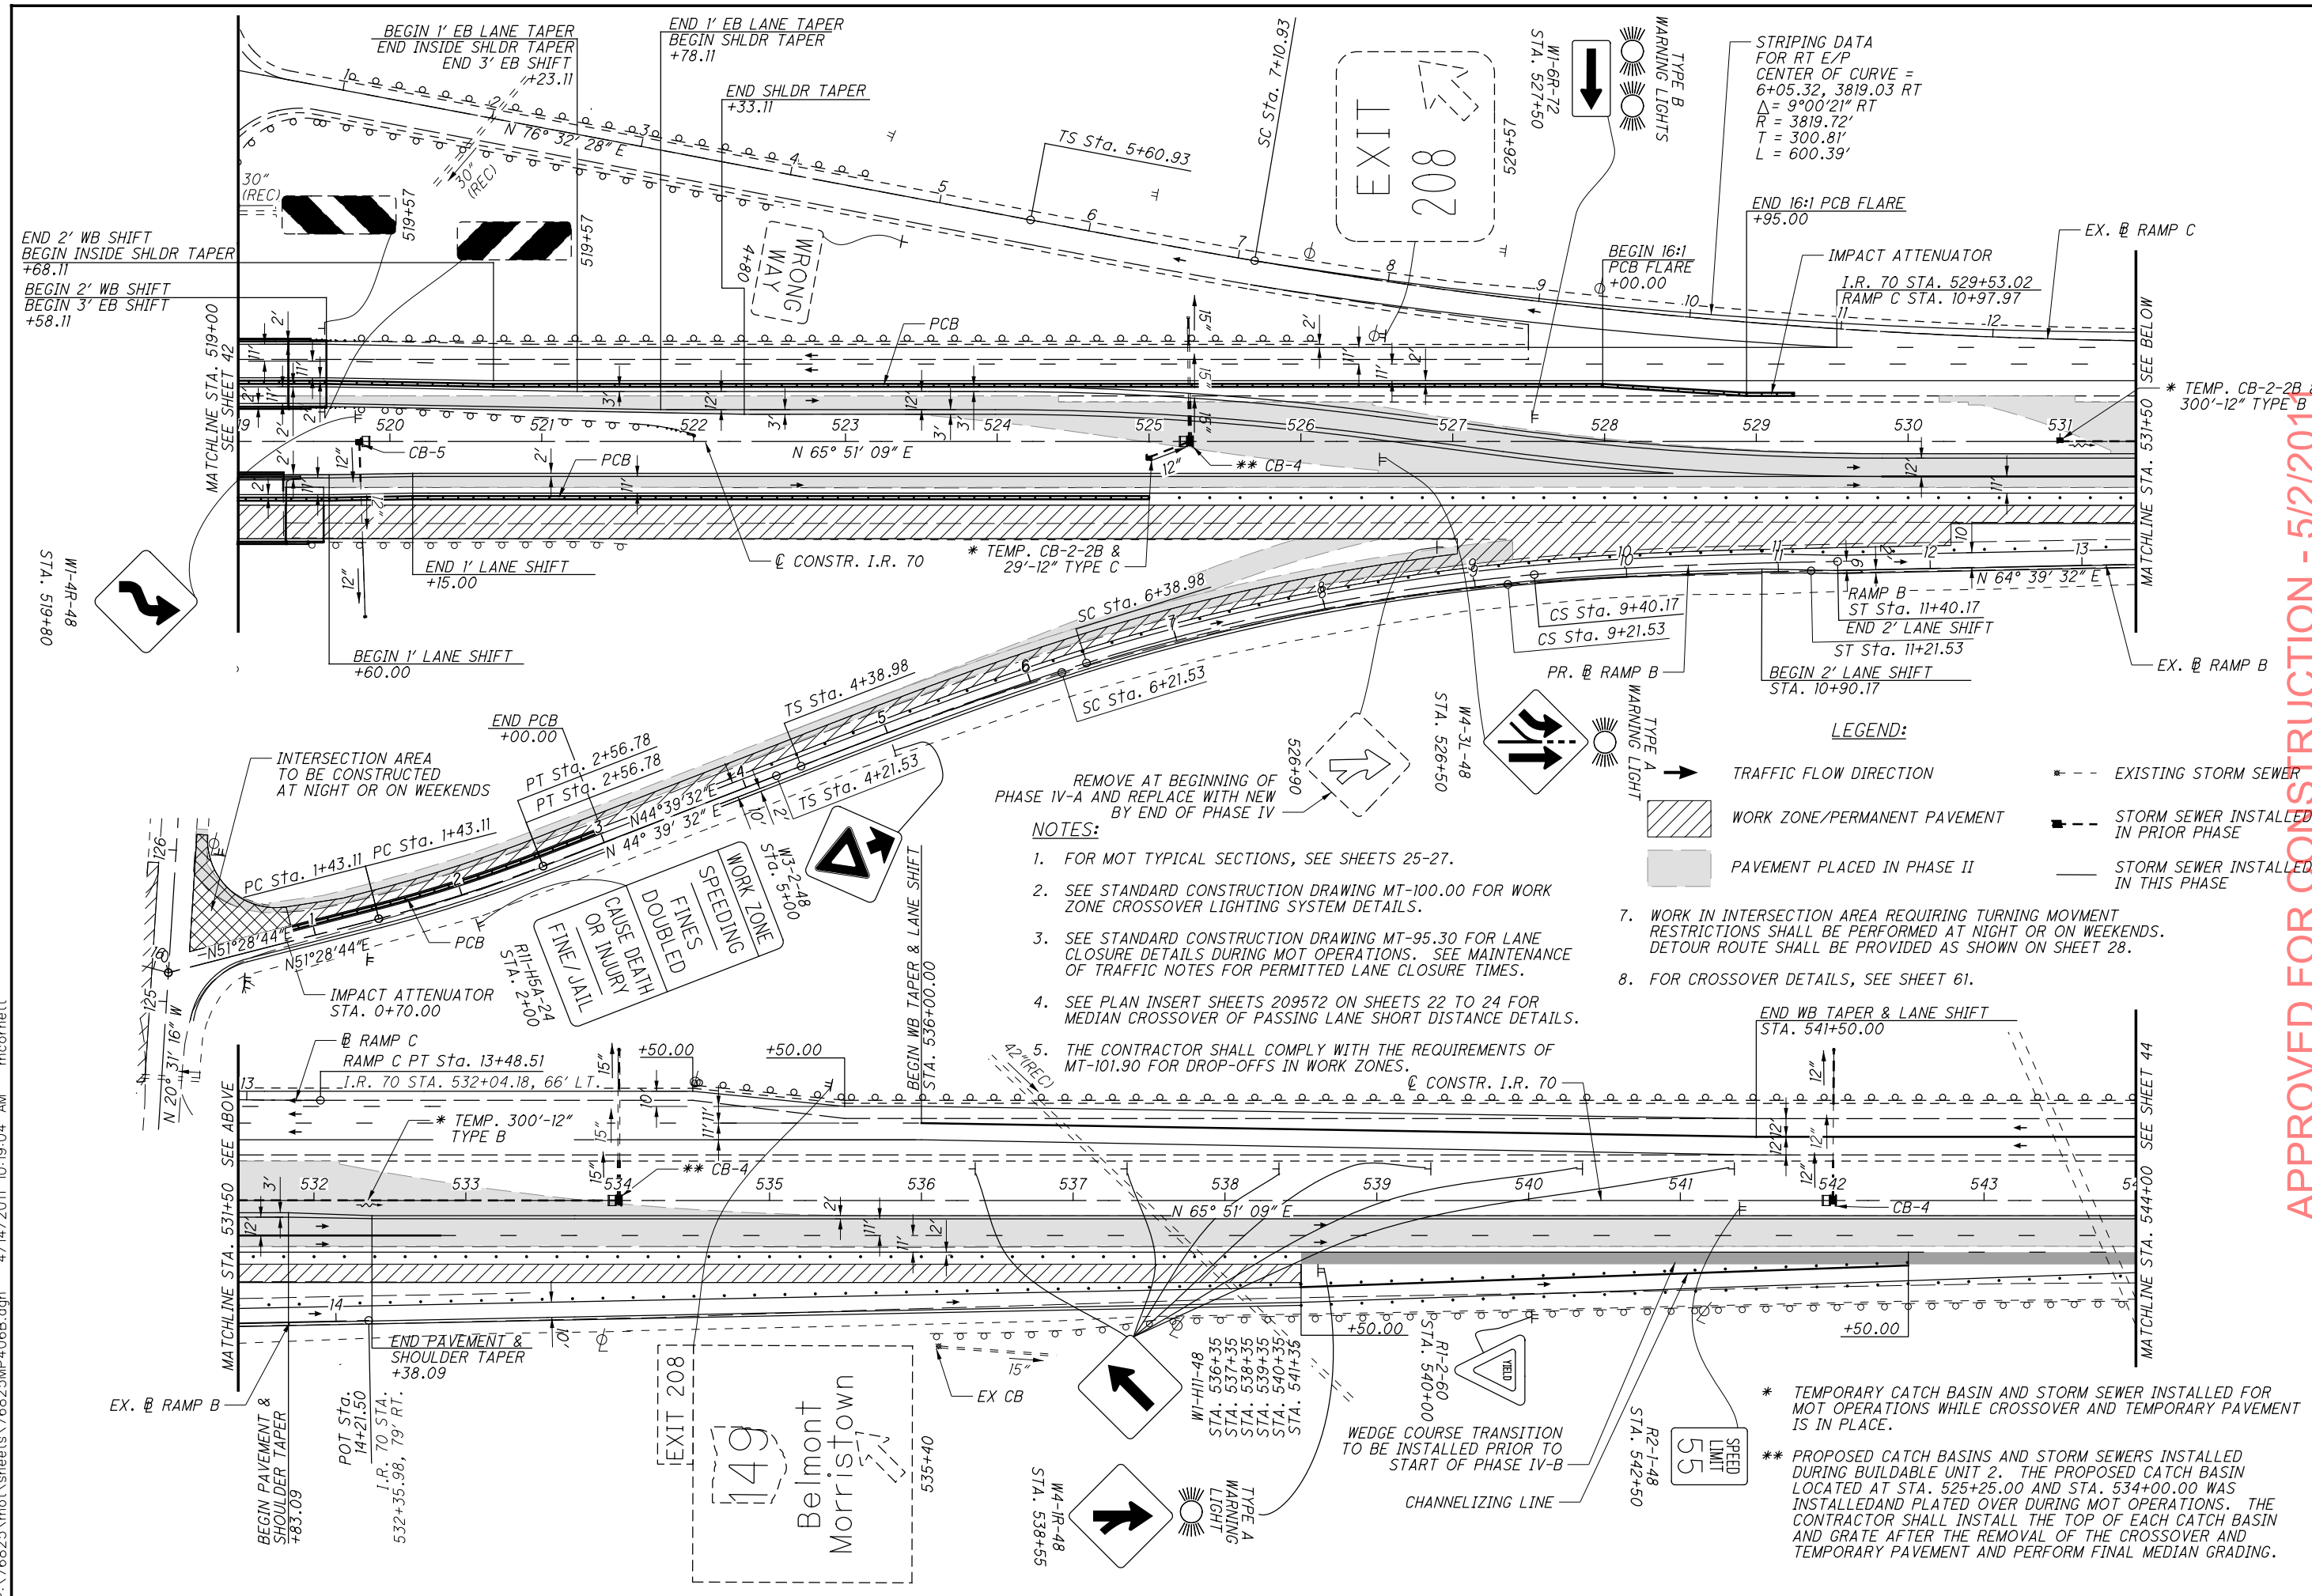 BEGIN 1' EB LANE TAPER
END INSIDE SHLDR TAPER
END 3' EB SHIFT
+23.11
END 1' EB LANE TAPER
BEGIN SHLDR TAPER
+78.11
END SHLDR TAPER
+33.11
N 76° 32' 28" E
30"
(REC)
30"
(REC)
519+57
519+57
1
2
3
4
5
6
7
8
9
10
11
12
TS Sta. 5+60.93
SC Sta. 7+10.93
WRONG
WAY
4+80
EXIT
208
526+57
W1-6R-72
STA. 527+50
TYPE B
WARNING LIGHTS
STRIPING DATA
FOR RT E/P
CENTER OF CURVE =
6+05.32, 3819.03 RT
Δ = 9°00'21" RT
R = 3819.72'
T = 300.81'
L = 600.39'
END 16:1 PCB FLARE
+95.00
BEGIN 16:1
PCB FLARE
+00.00
IMPACT ATTENUATOR
I.R. 70 STA. 529+53.02
RAMP C STA. 10+97.97
EX. B RAMP C
END 2' WB SHIFT
BEGIN INSIDE SHLDR TAPER
+68.11
BEGIN 2' WB SHIFT
BEGIN 3' EB SHIFT
+58.11
MATCHLINE STA. 519+00
SEE SHEET 42
MATCHLINE STA. 531+50 SEE BELOW
* TEMP. CB-2-2B &
300'-12" TYPE B
PCB
520 521 522 523 524 525 526 527 528 529 530 531
CB-5
PCB
N 65° 51' 09" E
** CB-4
15"
15"
15"
12"
12"
12"
12"
* TEMP. CB-2-2B &
29'-12" TYPE C
℄ CONSTR. I.R. 70
END 1' LANE SHIFT
+15.00
BEGIN 1' LANE SHIFT
+60.00
W1-4R-48
STA. 519+80
SC Sta. 6+38.98
TS Sta. 4+38.98
SC Sta. 6+21.53
TS Sta. 4+21.53
CS Sta. 9+40.17
CS Sta. 9+21.53
RAMP B
ST Sta. 11+40.17
END 2' LANE SHIFT
ST Sta. 11+21.53
BEGIN 2' LANE SHIFT
STA. 10+90.17
N 64° 39' 32" E
PR. B RAMP B
EX. B RAMP B
END PCB
+00.00
PT Sta. 2+56.78
PT Sta. 2+56.78
N44°39'32"E
N 44° 39' 32" E
INTERSECTION AREA
TO BE CONSTRUCTED
AT NIGHT OR ON WEEKENDS
PC Sta. 1+43.11
PC Sta. 1+43.11
N51°28'44"E
N51°28'44"E
PCB
IMPACT ATTENUATOR
STA. 0+70.00
126
125
N 20° 31' 16" W
WORK ZONE
SPEEDING
FINES
DOUBLED
CAUSE DEATH
OR INJURY
FINE/JAIL
R11-H5A-24
STA. 2+00
W3-2-48
Sta. 5+00
REMOVE AT BEGINNING OF
PHASE IV-A AND REPLACE WITH NEW
BY END OF PHASE IV
526+90
W4-3L-48
STA. 526+50
TYPE A
WARNING LIGHT
LEGEND:
TRAFFIC FLOW DIRECTION
WORK ZONE/PERMANENT PAVEMENT
PAVEMENT PLACED IN PHASE II
EXISTING STORM SEWER
STORM SEWER INSTALLED
IN PRIOR PHASE
STORM SEWER INSTALLED
IN THIS PHASE
NOTES:
1. FOR MOT TYPICAL SECTIONS, SEE SHEETS 25-27.
2. SEE STANDARD CONSTRUCTION DRAWING MT-100.00 FOR WORK
ZONE CROSSOVER LIGHTING SYSTEM DETAILS.
3. SEE STANDARD CONSTRUCTION DRAWING MT-95.30 FOR LANE
CLOSURE DETAILS DURING MOT OPERATIONS. SEE MAINTENANCE
OF TRAFFIC NOTES FOR PERMITTED LANE CLOSURE TIMES.
4. SEE PLAN INSERT SHEETS 209572 ON SHEETS 22 TO 24 FOR
MEDIAN CROSSOVER OF PASSING LANE SHORT DISTANCE DETAILS.
5. THE CONTRACTOR SHALL COMPLY WITH THE REQUIREMENTS OF
MT-101.90 FOR DROP-OFFS IN WORK ZONES.
7. WORK IN INTERSECTION AREA REQUIRING TURNING MOVMENT
RESTRICTIONS SHALL BE PERFORMED AT NIGHT OR ON WEEKENDS.
DETOUR ROUTE SHALL BE PROVIDED AS SHOWN ON SHEET 28.
8. FOR CROSSOVER DETAILS, SEE SHEET 61.
B RAMP C
RAMP C PT Sta. 13+48.51
I.R. 70 STA. 532+04.18, 66' LT.
* TEMP. 300'-12"
TYPE B
+50.00
+50.00
BEGIN WB TAPER & LANE SHIFT
STA. 536+00.00
42"(REC)
℄ CONSTR. I.R. 70
END WB TAPER & LANE SHIFT
STA. 541+50.00
MATCHLINE STA. 531+50 SEE ABOVE
MATCHLINE STA. 544+00 SEE SHEET 44
532 533 534 535 536 537 538 539 540 541 542 543
** CB-4
N 65° 51' 09" E
CB-4
EX. B RAMP B
BEGIN PAVEMENT &
SHOULDER TAPER
+83.09
POT Sta.
14+21.50
I.R. 70 STA.
532+35.98, 79' RT.
END PAVEMENT &
SHOULDER TAPER
+38.09
EXIT 208
149
Belmont
Morristown
535+40
15"
EX CB
W1-11H-48
STA. 536+35
STA. 537+35
STA. 538+35
STA. 539+35
STA. 540+35
STA. 541+35
+50.00
+50.00
R1-2-60
STA. 540+00
YIELD
W4-1R-48
STA. 538+55
TYPE A
WARNING
LIGHT
WEDGE COURSE TRANSITION
TO BE INSTALLED PRIOR TO
START OF PHASE IV-B
CHANNELIZING LINE
R2-1-48
STA. 542+50
SPEED
LIMIT
55
* TEMPORARY CATCH BASIN AND STORM SEWER INSTALLED FOR
MOT OPERATIONS WHILE CROSSOVER AND TEMPORARY PAVEMENT
IS IN PLACE.
** PROPOSED CATCH BASINS AND STORM SEWERS INSTALLED
DURING BUILDABLE UNIT 2. THE PROPOSED CATCH BASIN
LOCATED AT STA. 525+25.00 AND STA. 534+00.00 WAS
INSTALLEDAND PLATED OVER DURING MOT OPERATIONS. THE
CONTRACTOR SHALL INSTALL THE TOP OF EACH CATCH BASIN
AND GRATE AFTER THE REMOVAL OF THE CROSSOVER AND
TEMPORARY PAVEMENT AND PERFORM FINAL MEDIAN GRADING.
APPROVED FOR CONSTRUCTION - 5/2/2011